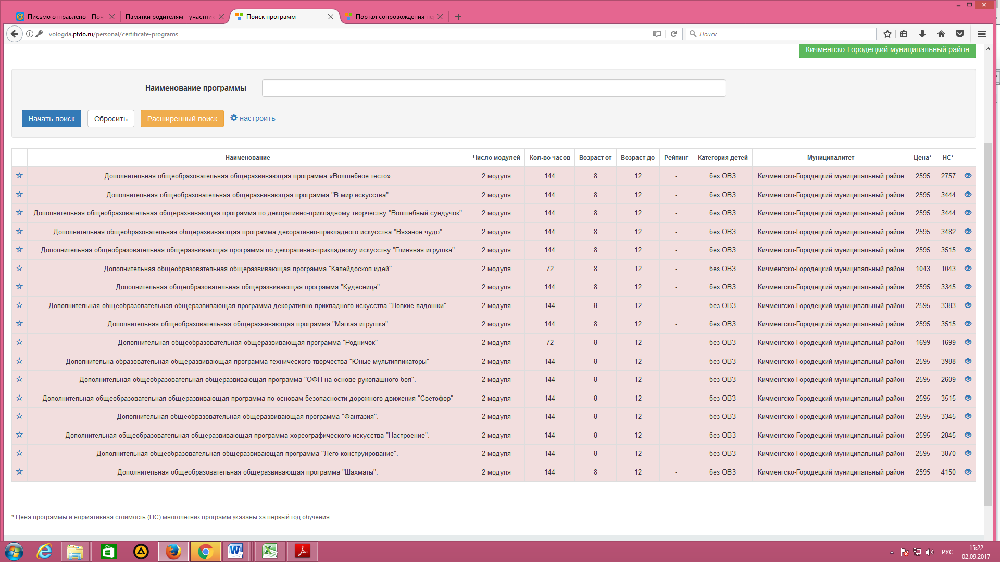 Письмо отправлено - Почт
Памятки родителям - участник
Поиск программ
Портал сопровождения пе
vologda.pfdo.ru/personal/certificate-programs
Поиск
Кичменгско-Городецкий муниципальный район
Наименование программы
Начать поиск Сбросить Расширенный поиск настроить
Наименование Число модулей Кол-во часов Возраст от Возраст до Рейтинг Категория детей Муниципалитет Цена* НС*
Дополнительная общеобразовательная общеразвивающая программа «Волшебное тесто» 2 модуля 144 8 12 - без ОВЗ Кичменгско-Городецкий муниципальный район 2595 2757
Дополнительная общеобразовательная общеразвивающая программа "В мир искусства" 2 модуля 144 8 12 - без ОВЗ Кичменгско-Городецкий муниципальный район 2595 3444
Дополнительная общеобразовательная общеразвивающая программа по декоративно-прикладному творчеству "Волшебный сундучок" 2 модуля 144 8 12 - без ОВЗ Кичменгско-Городецкий муниципальный район 2595 3444
Дополнительная общеобразовательная общеразвивающая программа декоративно-прикладного искусства "Вязаное чудо" 2 модуля 144 8 12 - без ОВЗ Кичменгско-Городецкий муниципальный район 2595 3482
Дополнительная общеобразовательная общеразвивающая программа по декоративно-прикладному искусству "Глиняная игрушка" 2 модуля 144 8 12 - без ОВЗ Кичменгско-Городецкий муниципальный район 2595 3515
Дополнительная общеобразовательная общеразвивающая программа "Калейдоскоп идей" 2 модуля 72 8 12 - без ОВЗ Кичменгско-Городецкий муниципальный район 1043 1043
Дополнительная общеобразовательная общеразвивающая программа "Кудесница" 2 модуля 144 8 12 - без ОВЗ Кичменгско-Городецкий муниципальный район 2595 3345
Дополнительная общеобразовательная общеразвивающая программа декоративно-прикладного искусства "Ловкие ладошки" 2 модуля 144 8 12 - без ОВЗ Кичменгско-Городецкий муниципальный район 2595 3383
Дополнительная общеобразовательная общеразвивающая программа "Мягкая игрушка" 2 модуля 144 8 12 - без ОВЗ Кичменгско-Городецкий муниципальный район 2595 3515
Дополнительная общеобразовательная общеразвивающая программа "Родничок" 2 модуля 72 8 12 - без ОВЗ Кичменгско-Городецкий муниципальный район 1699 1699
Дополнительна образовательная общеразвивающая программа технического творчества "Юные мультипликаторы" 2 модуля 144 8 12 - без ОВЗ Кичменгско-Городецкий муниципальный район 2595 3988
Дополнительная общеобразовательная общеразвивающая программа "ОФП на основе рукопашного боя". 2 модуля 144 8 12 - без ОВЗ Кичменгско-Городецкий муниципальный район 2595 2609
Дополнительная общеобразовательная общеразвивающая программа по основам безопасности дорожного движения "Светофор" 2 модуля 144 8 12 - без ОВЗ Кичменгско-Городецкий муниципальный район 2595 3515
Дополнительная общеобразовательная общеразвивающая программа "Фантазия". 2 модуля 144 8 12 - без ОВЗ Кичменгско-Городецкий муниципальный район 2595 3345
Дополнительная общеобразовательная общеразвивающая программа хореографического искусства "Настроение". 2 модуля 144 8 12 - без ОВЗ Кичменгско-Городецкий муниципальный район 2595 2845
Дополнительная общеобразовательная общеразвивающая программа "Лего-конструирование". 2 модуля 144 8 12 - без ОВЗ Кичменгско-Городецкий муниципальный район 2595 3870
Дополнительная общеобразовательная общеразвивающая программа "Шахматы". 2 модуля 144 8 12 - без ОВЗ Кичменгско-Городецкий муниципальный район 2595 4150
* Цена программы и нормативная стоимость (НС) многолетних программ указаны за первый год обучения.
РУС
15:22
02.09.2017